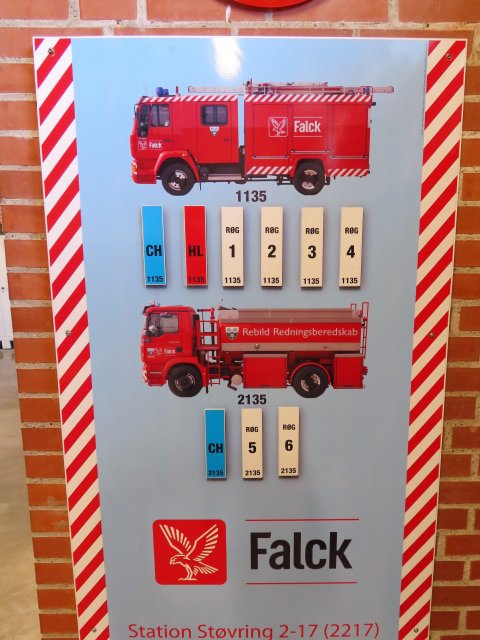 Falck
1135
CH 1135
HL 1135
RØG 1 1135
RØG 2 1135
RØG 3 1135
RØG 4 1135
Rebild Redningsberedskab
Falck
2135
CH 2135
RØG 5 2135
RØG 6 2135
Falck
Station Støvring 2-17 (2217)